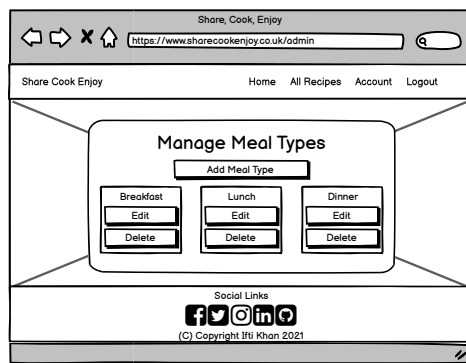 Share, Cook, Enjoy
https://www.sharecookenjoy.co.uk/admin
Share Cook Enjoy Home All Recipes Account Logout
Manage Meal Types
Add Meal Type
Breakfast Lunch Dinner
Edit Edit Edit
Delete Delete Delete
Social Links
(C) Copyright Ifti Khan 2021